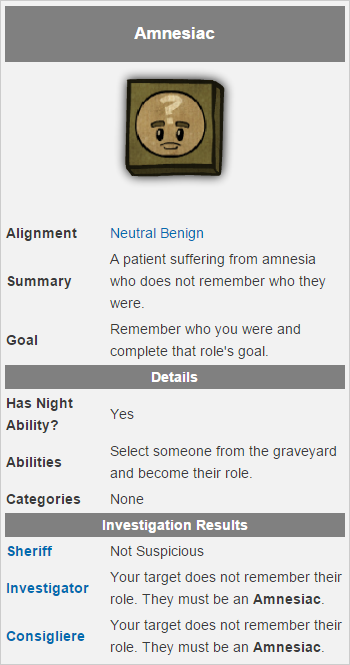 Amnesiac
?
Alignment Neutral Benign
Summary A patient suffering from amnesia
who does not remember who they
were.
Goal Remember who you were and
complete that role's goal.
Details
Has Night
Ability? Yes
Abilities Select someone from the graveyard
and become their role.
Categories None
Investigation Results
Sheriff Not Suspicious
Investigator Your target does not remember their
role. They must be an Amnesiac.
Consigliere Your target does not remember their
role. They must be an Amnesiac.